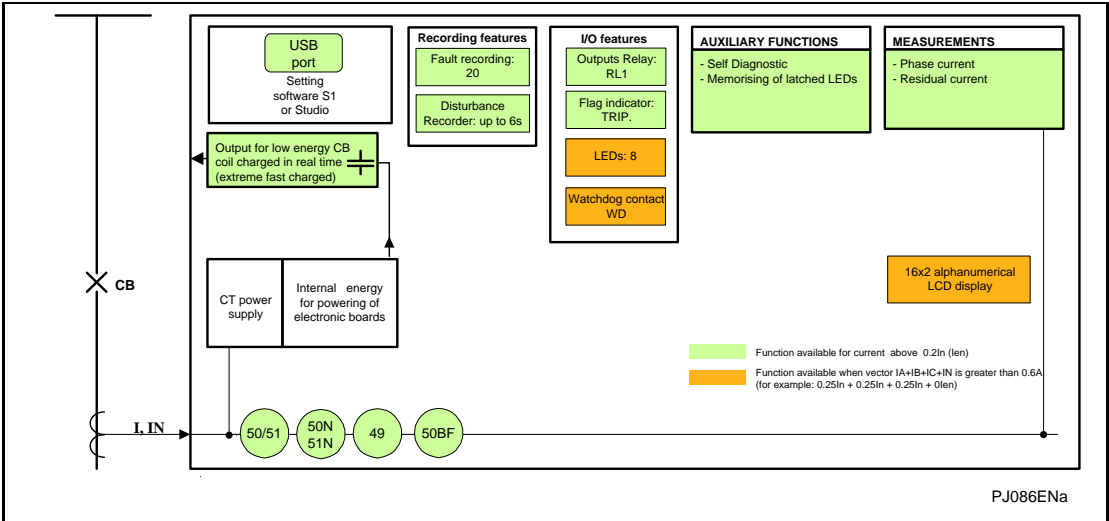 USB
port
Setting
software S1
or Studio
Recording features
Fault recording:
20
Disturbance
Recorder: up to 6s
I/O features
Outputs Relay:
RL1
Flag indicator:
TRIP.
LEDs: 8
Watchdog contact
WD
AUXILIARY FUNCTIONS
- Self Diagnostic
- Memorising of latched LEDs
MEASUREMENTS
- Phase current
- Residual current
Output for low energy CB
coil charged in real time
(extreme fast charged)
CB
CT power
supply
Internal energy
for powering of
electronic boards
16x2 alphanumerical
LCD display
Function available for current above 0.2In (Ien)
Function available when vector IA+IB+IC+IN is greater than 0.6A
(for example: 0.25In + 0.25In + 0.25In + 0Ien)
I, IN
50/51
50N
51N
49
50BF
PJ086ENa